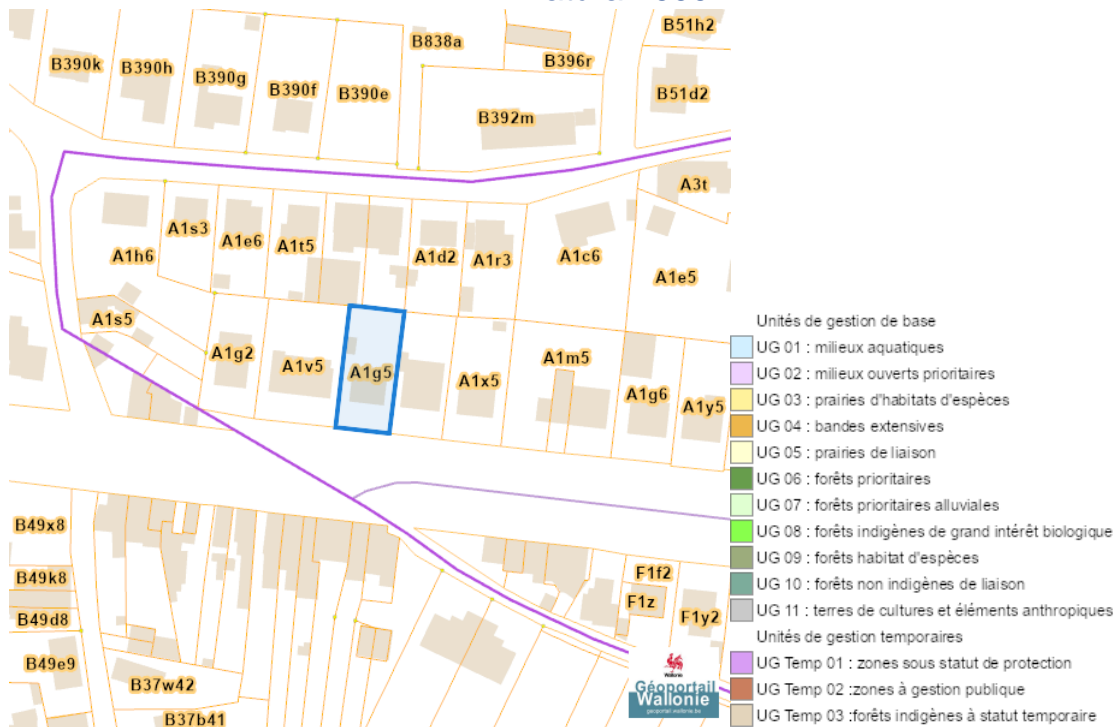 B838a
B51h2
B390k
B390h
B390g
B390f
B390e
B396r
B51d2
B392m
A3t
A1h6
A1s3
A1e6
A1t5
A1d2
A1r3
A1c6
A1e5
A1s5
A1g2
A1v5
A1g5
A1x5
A1m5
A1g6
A1y5
B49x8
B49k8
B49d8
B49e9
B37w42
B37b41
F1f2
F1z
F1y2
Wallonie
Géoportail
Wallonie
geoportail.wallonie.be
Unités de gestion de base
UG 01 : milieux aquatiques
UG 02 : milieux ouverts prioritaires
UG 03 : prairies d'habitats d'espèces
UG 04 : bandes extensives
UG 05 : prairies de liaison
UG 06 : forêts prioritaires
UG 07 : forêts prioritaires alluviales
UG 08 : forêts indigènes de grand intérêt biologique
UG 09 : forêts habitat d'espèces
UG 10 : forêts non indigènes de liaison
UG 11 : terres de cultures et éléments anthropiques
Unités de gestion temporaires
UG Temp 01 : zones sous statut de protection
UG Temp 02 :zones à gestion publique
UG Temp 03 :forêts indigènes à statut temporaire